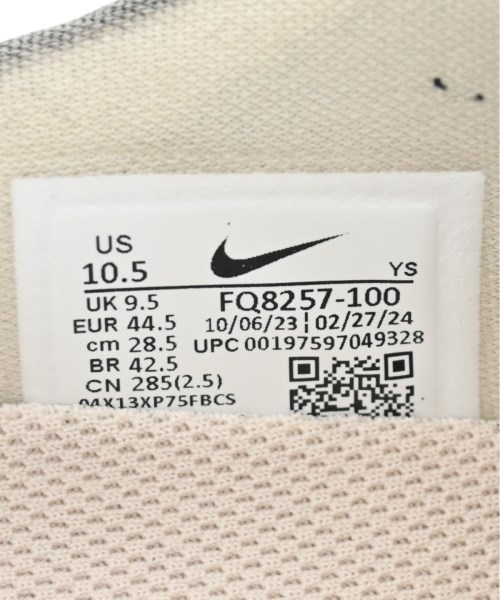 US
10.5
YS
UK 9.5
FQ8257-100
EUR 44.5
10/06/23 ¦ 02/27/24
cm 28.5
UPC 00197597049328
BR 42.5
CN 285(2.5)
04X13XP75FBCS